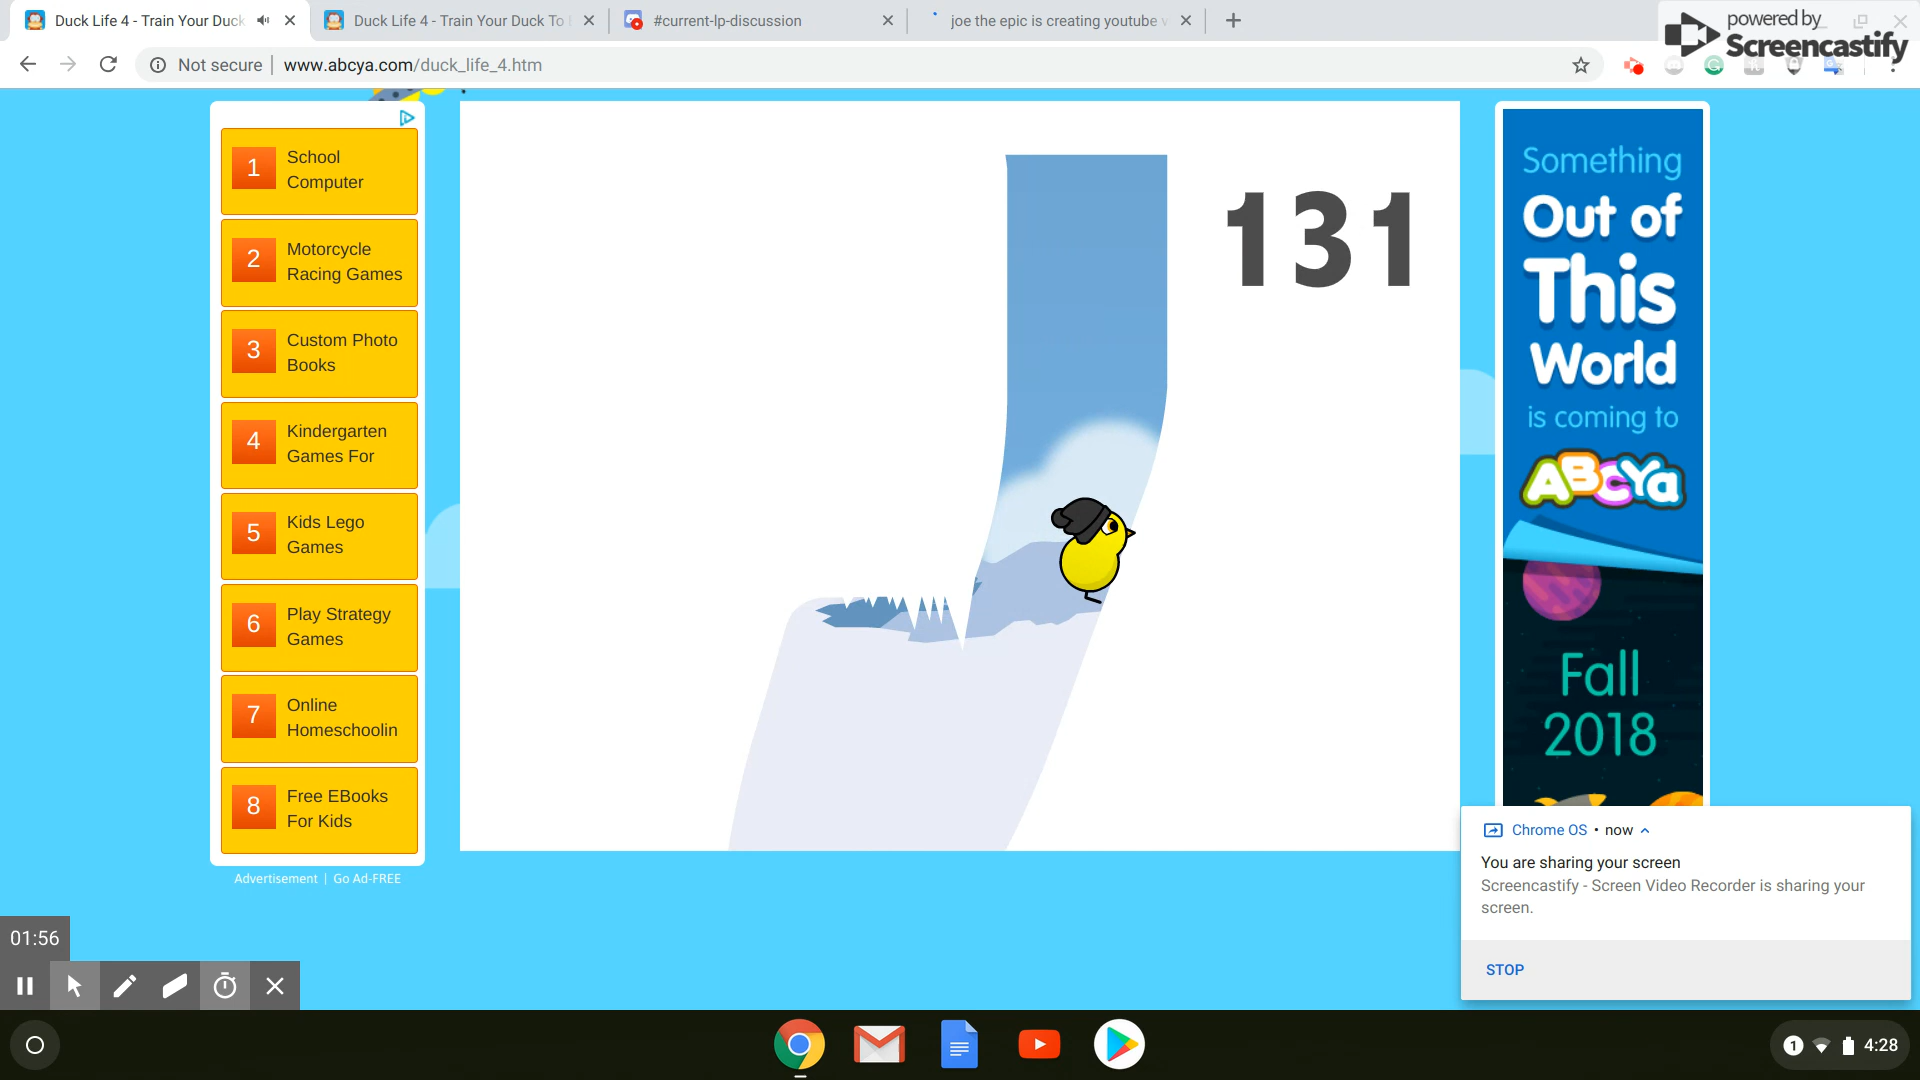 Duck Life 4 - Train Your Duck
Duck Life 4 - Train Your Duck To
#current-lp-discussion
joe the epic is creating youtube v
powered by
Screencastify
Not secure | www.abcya.com/duck_life_4.htm
1 School
Computer
2 Motorcycle
Racing Games
3 Custom Photo
Books
4 Kindergarten
Games For
5 Kids Lego
Games
6 Play Strategy
Games
7 Online
Homeschoolin
8 Free EBooks
For Kids
Advertisement | Go Ad-FREE
131
Something
Out of
This
World
is coming to
ABCYa
Fall
2018
Chrome OS • now
You are sharing your screen
Screencastify - Screen Video Recorder is sharing your
screen.
STOP
01:56
1
4:28